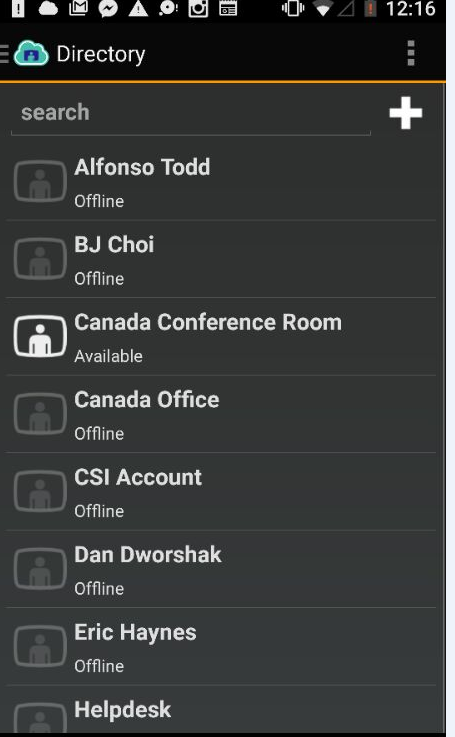 12:16
Directory
search
Alfonso Todd
Offline
BJ Choi
Offline
Canada Conference Room
Available
Canada Office
Offline
CSI Account
Offline
Dan Dworshak
Offline
Eric Haynes
Offline
Helpdesk